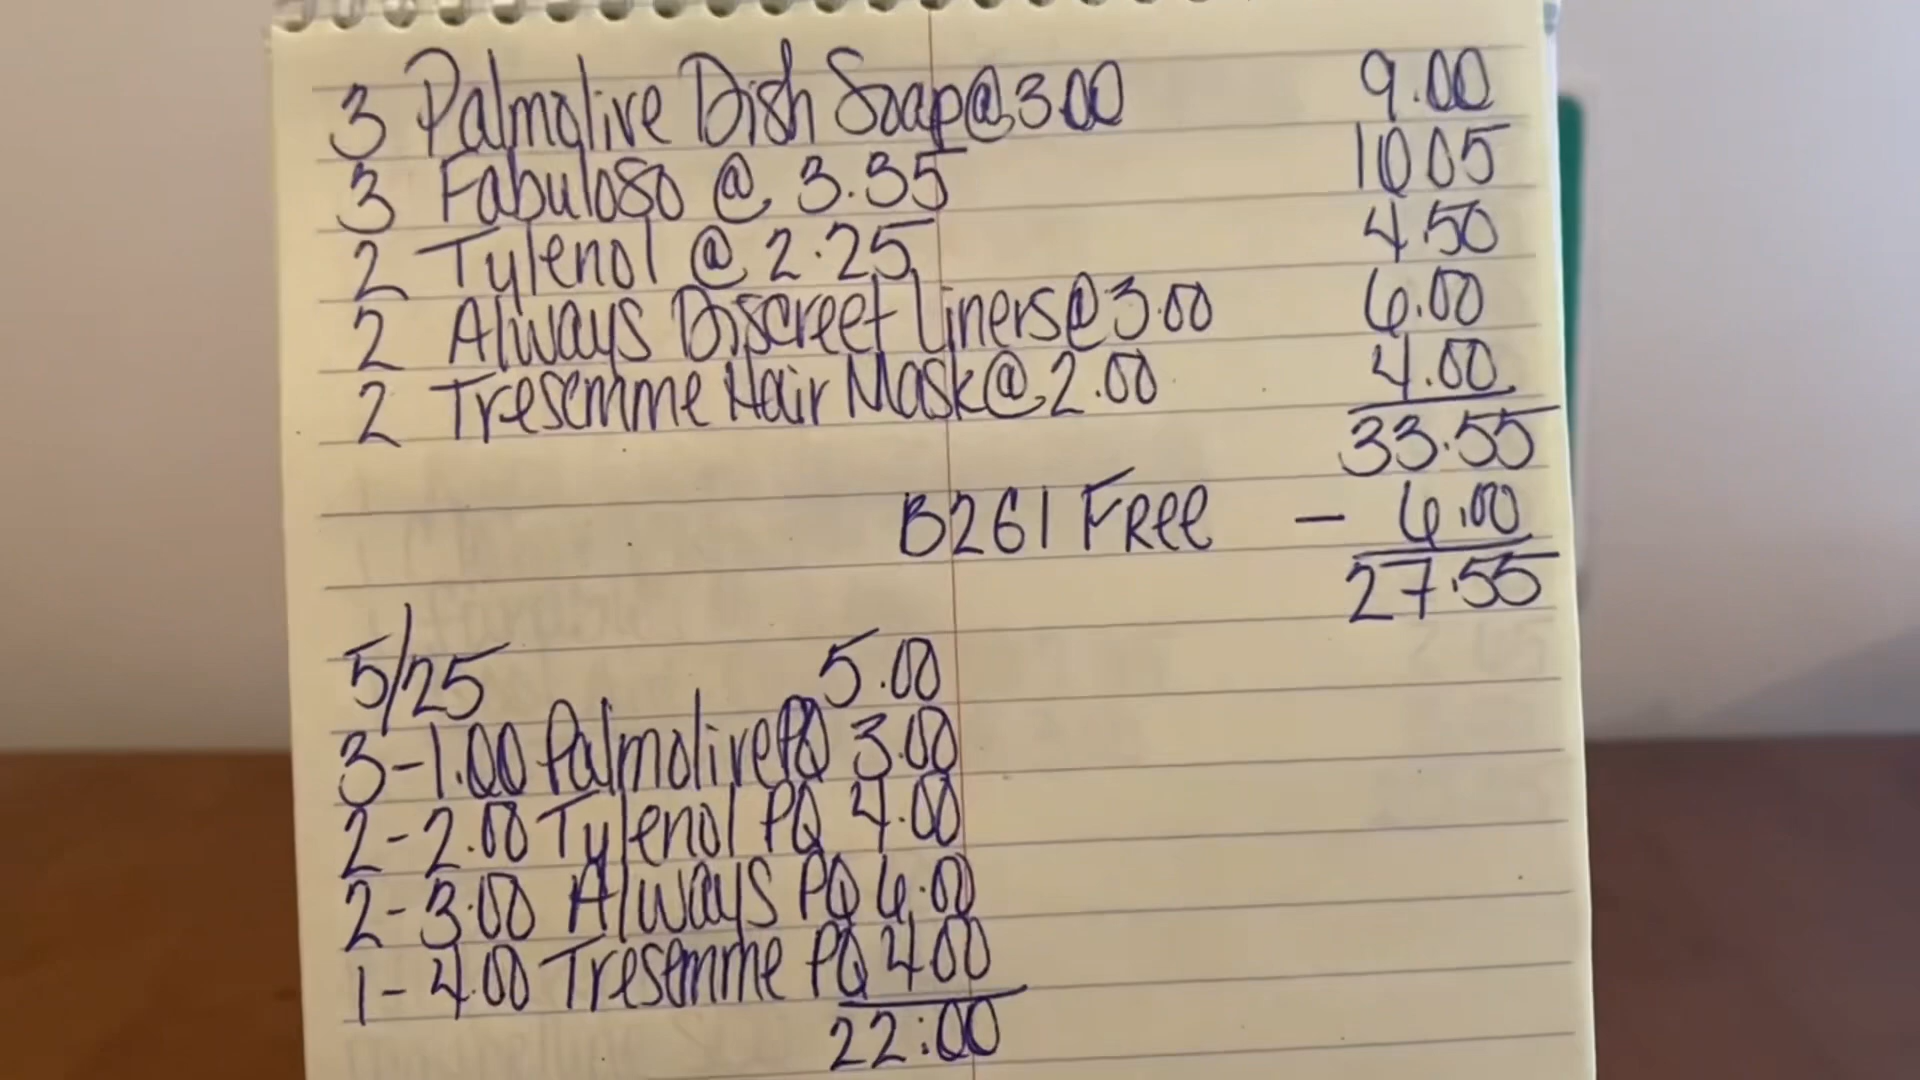 3 Palmolive Dish Soap @ 3.00 9.00
3 Fabuloso @ 3.35 10.05
2 Tylenol @ 2.25 4.50
2 Always Discreet Liners @ 3.00 6.00
2 Tresemme Hair Mask @ 2.00 4.00
33.55
B2G1 FREE - 6.00
27.55
5/25 5.00
3-1.00 Palmolive PQ 3.00
2-2.00 Tylenol PQ 4.00
2-3.00 Always PQ 6.00
1-4.00 Tresemme PQ 4.00
22:00